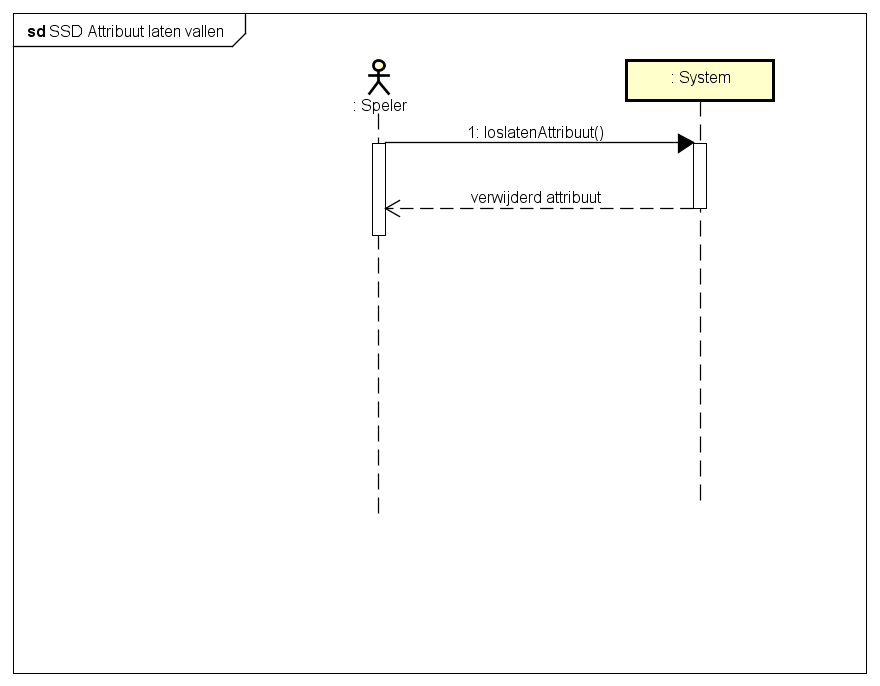 sd SSD Attribuut laten vallen
: Speler
: System
1: loslatenAttribuut()
verwijderd attribuut